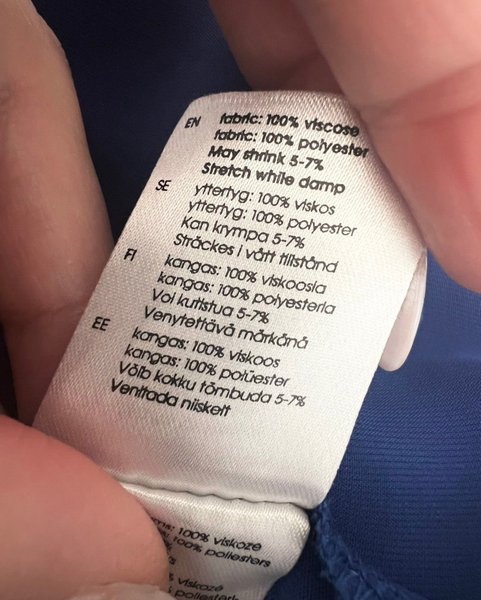 EN fabric: 100% viscose
fabric: 100% polyester
May shrink 5-7%
Stretch while damp
SE yttertyg: 100% viskos
yttertyg: 100% polyester
Kan krympa 5-7%
Sträckes i vått tillstånd
FI kangas: 100% viskoosia
kangas: 100% polyesteria
Voi kutistua 5-7%
Venytettävä märkänä
EE kangas: 100% viskoos
kangas: 100% polüester
Võib kokku tõmbuda 5-7%
Venitada niiskelt
100% viskoze
100% poliesters
viskozė